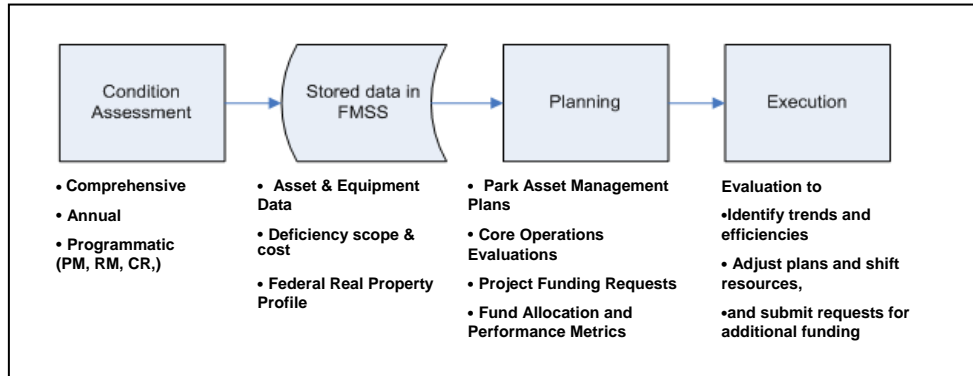 Condition
Assessment
Stored data in
FMSS
Planning
Execution
• Comprehensive
• Annual
• Programmatic
(PM, RM, CR,)
• Asset & Equipment
Data
• Deficiency scope &
cost
• Federal Real Property
Profile
• Park Asset Management
Plans
• Core Operations
Evaluations
• Project Funding Requests
• Fund Allocation and
Performance Metrics
Evaluation to
•Identify trends and
efficiencies
• Adjust plans and shift
resources,
•and submit requests for
additional funding